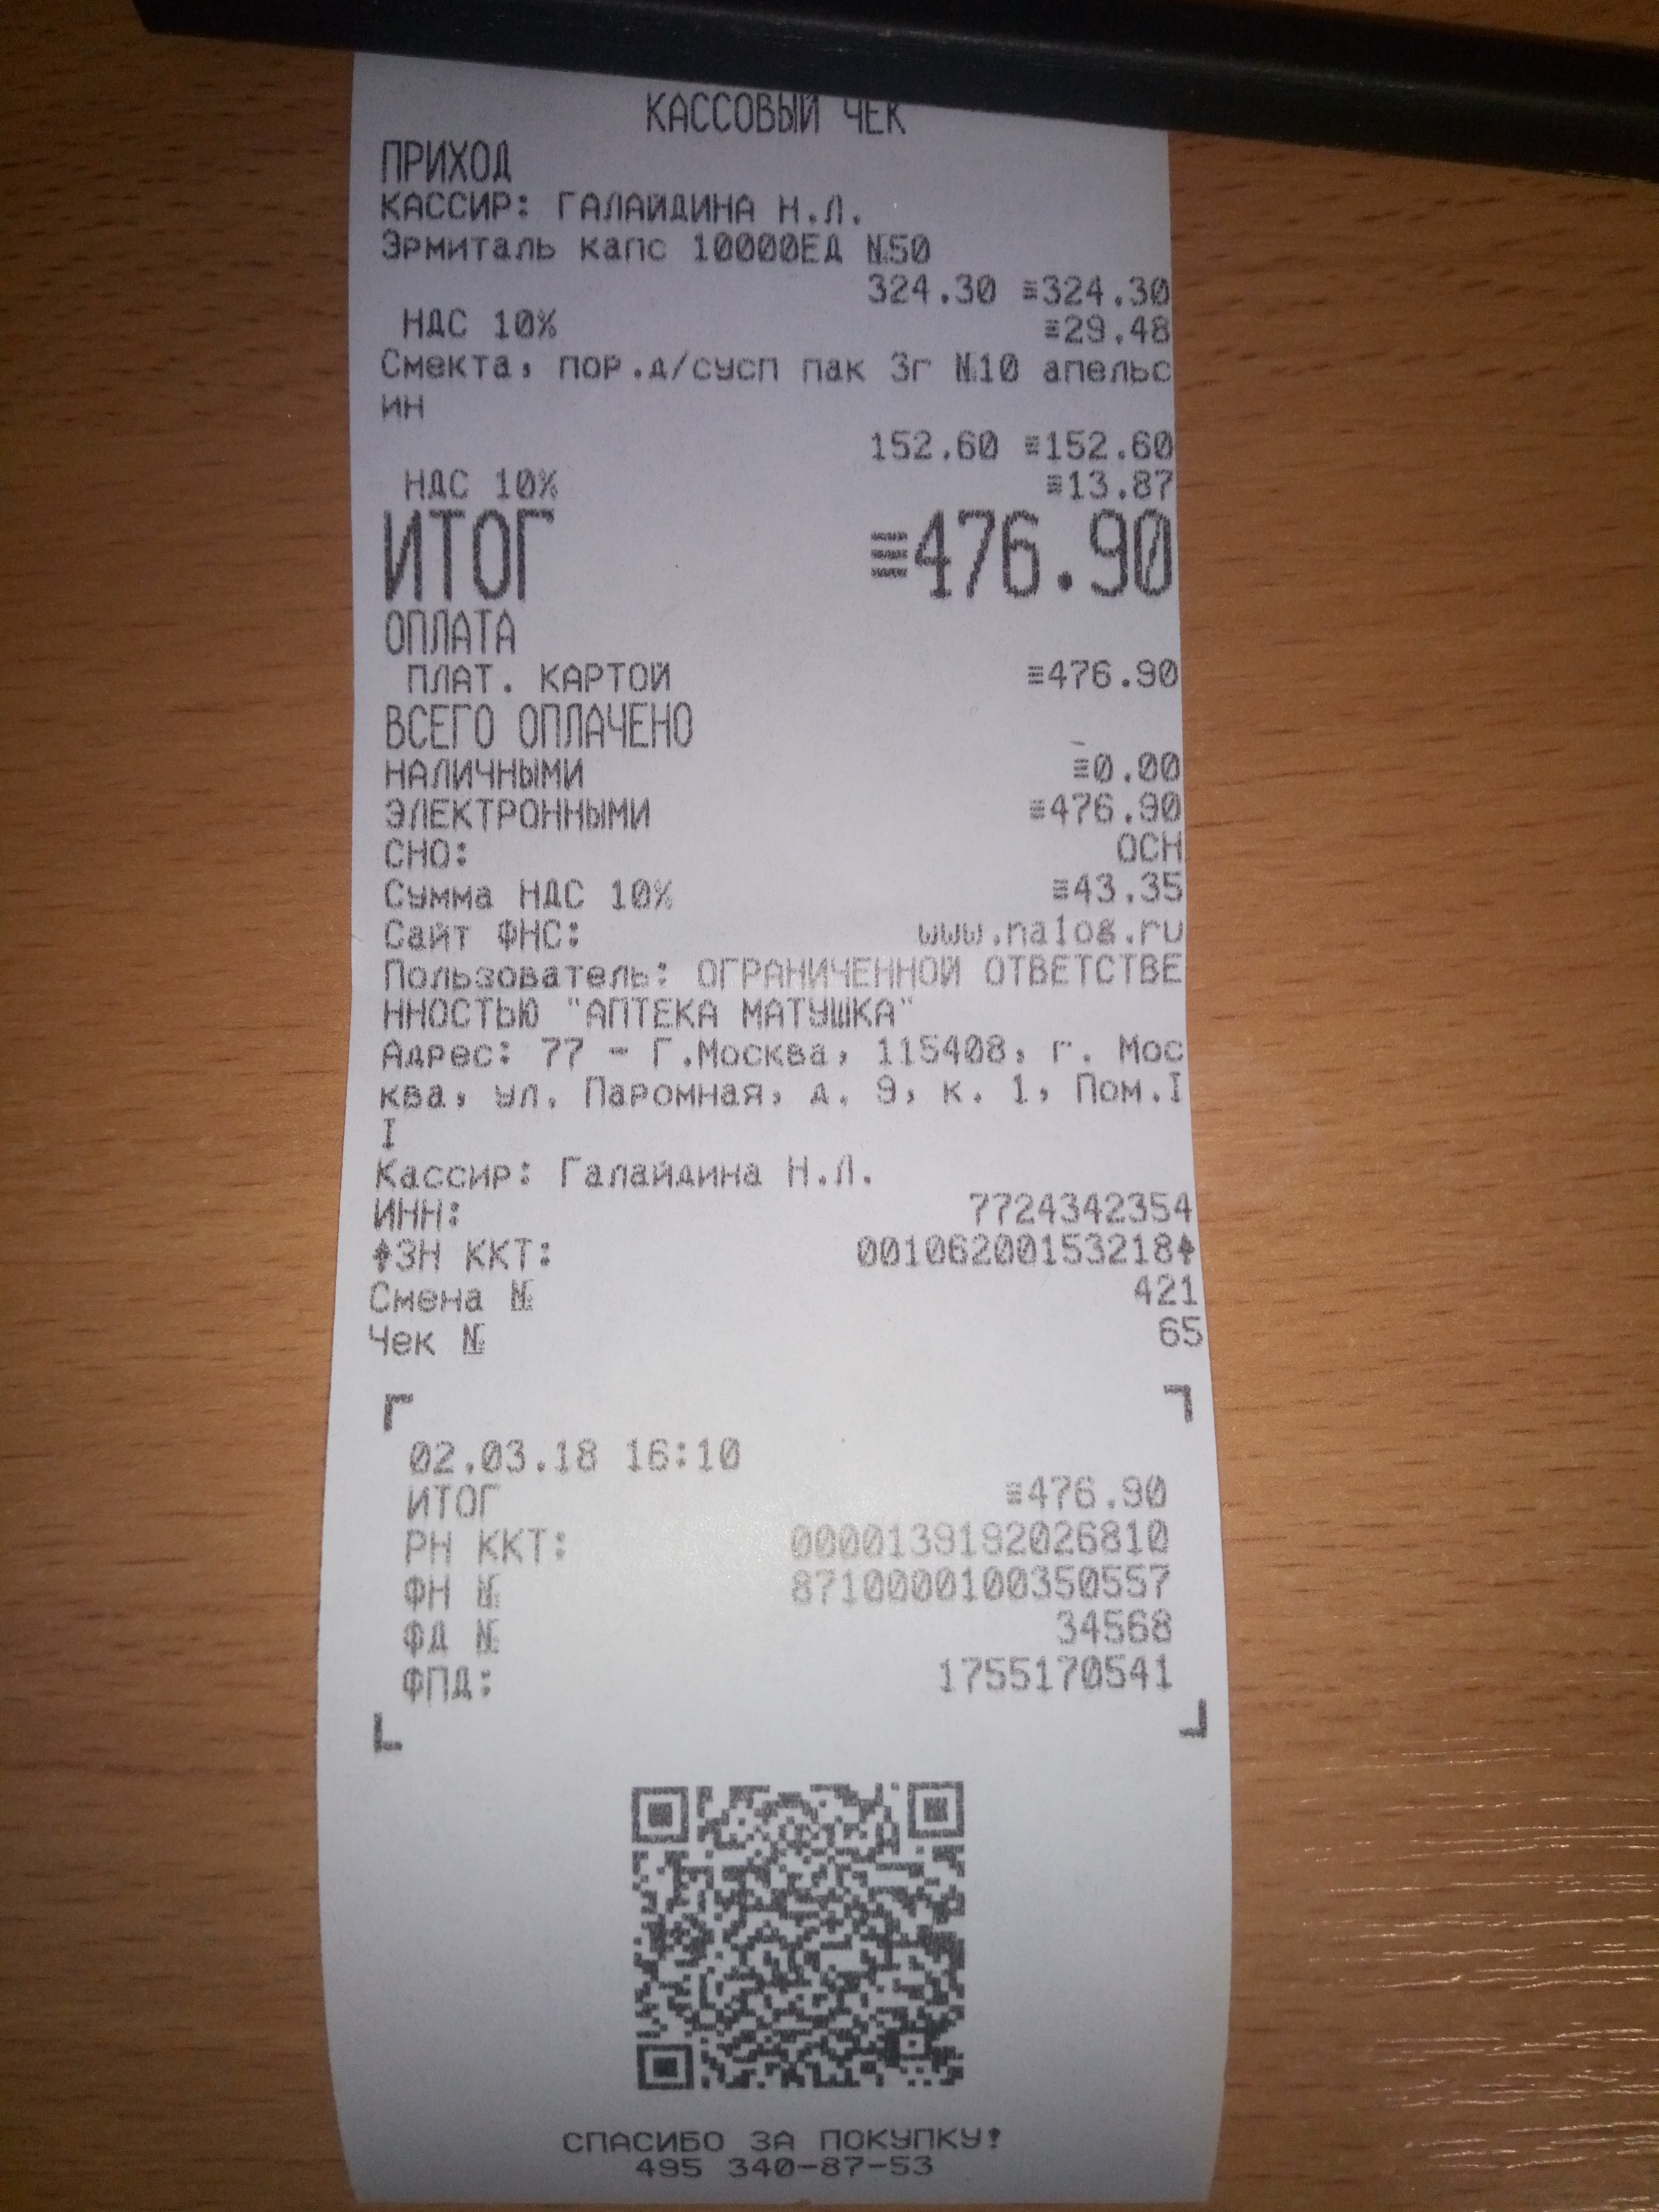 КАССОВЫЙ ЧЕК
ПРИХОД
КАССИР: ГАЛАЙДИНА Н.Л.
Эрмиталь капс 10000ЕД №50
324.30 ≡324.30
НДС 10% ≡29.48
Смекта, пор.д/сусп пак 3г №10 апельс
ин
152.60 ≡152.60
НДС 10% ≡13.87
ИТОГ ≡476.90
ОПЛАТА
ПЛАТ. КАРТОЙ ≡476.90
ВСЕГО ОПЛАЧЕНО
НАЛИЧНЫМИ ≡0.00
ЭЛЕКТРОННЫМИ ≡476.90
СНО: ОСН
Сумма НДС 10% ≡43.35
Сайт ФНС: www.nalog.ru
Пользователь: ОГРАНИЧЕННОЙ ОТВЕТСТВЕ
ННОСТЬЮ "АПТЕКА МАТУШКА"
Адрес: 77 - Г.Москва, 115408, г. Мос
ква, ул. Паромная, д. 9, к. 1, Пом.I
I
Кассир: Галайдина Н.Л.
ИНН: 7724342354
ЗН ККТ: 00106200153218
Смена № 421
Чек № 65
02.03.18 16:10
ИТОГ ≡476.90
РН ККТ: 0000139192026810
ФН № 8710000100350557
ФД № 34568
ФПД: 1755170541
СПАСИБО ЗА ПОКУПКУ!
495 340-87-53